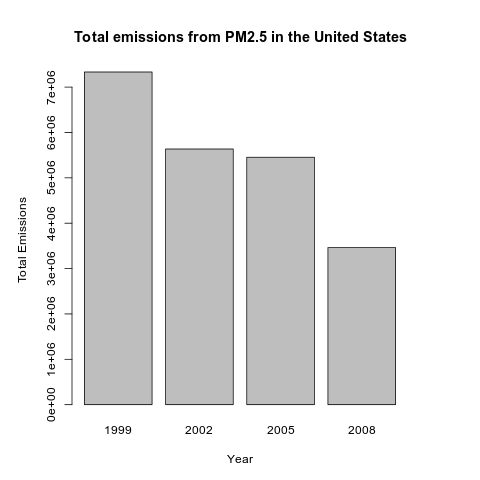 Total emissions from PM2.5 in the United States
7e+06
6e+06
5e+06
4e+06
3e+06
2e+06
1e+06
0e+00
Total Emissions
1999 2002 2005 2008
Year